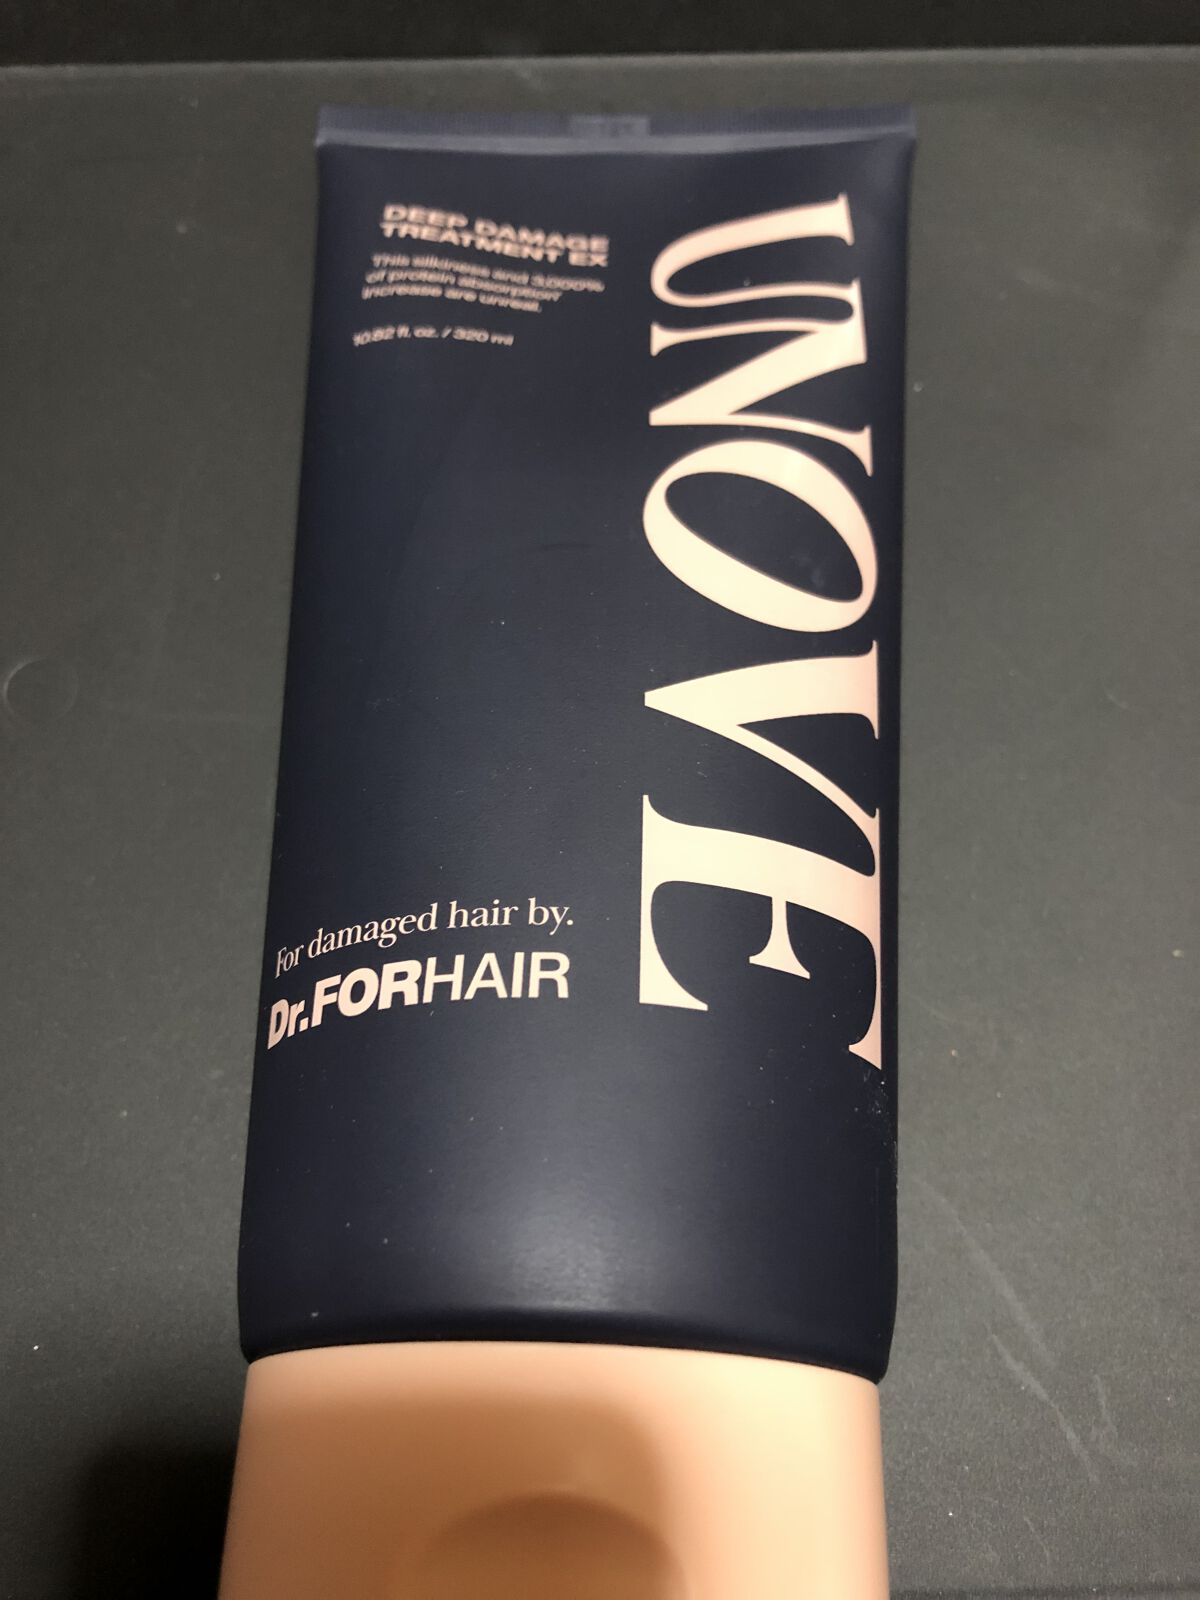 DEEP DAMAGE
TREATMENT EX
This silkiness and 3,000%
of protein absorption
increase are unreal.
10.82 fl. oz. / 320 ml
UNOVE
For damaged hair by.
Dr.FORHAIR